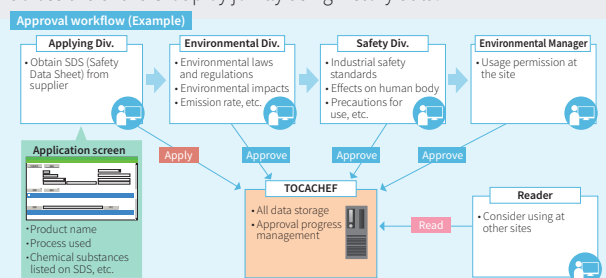 Approval workflow (Example)
Applying Div.
• Obtain SDS (Safety
Data Sheet) from
supplier
Environmental Div.
• Environmental laws
and regulations
• Environmental impacts
• Emission rate, etc.
Safety Div.
• Industrial safety
standards
• Effects on human body
• Precautions for
use, etc.
Environmental Manager
• Usage permission at
the site
Application screen
• Product name
• Process used
• Chemical substances
listed on SDS, etc.
Apply
Approve
Approve
Approve
TOCACHEF
• All data storage
• Approval progress
management
Read
Reader
• Consider using at
other sites